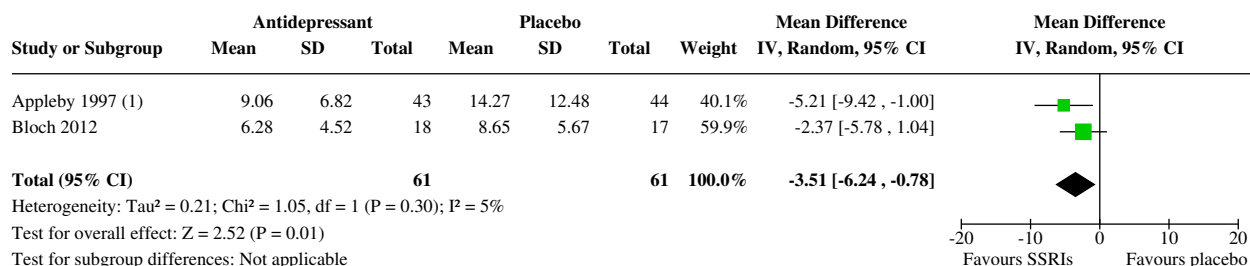 Antidepressant Placebo Mean Difference Mean Difference
Study or Subgroup Mean SD Total Mean SD Total Weight IV, Random, 95% CI IV, Random, 95% CI
Appleby 1997 (1) 9.06 6.82 43 14.27 12.48 44 40.1% -5.21 [-9.42 , -1.00]
Bloch 2012 6.28 4.52 18 8.65 5.67 17 59.9% -2.37 [-5.78 , 1.04]
Total (95% CI) 61 61 100.0% -3.51 [-6.24 , -0.78]
Heterogeneity: Tau² = 0.21; Chi² = 1.05, df = 1 (P = 0.30); I² = 5%
Test for overall effect: Z = 2.52 (P = 0.01)
-20 -10 0 10 20
Test for subgroup differences: Not applicable Favours SSRIs Favours placebo